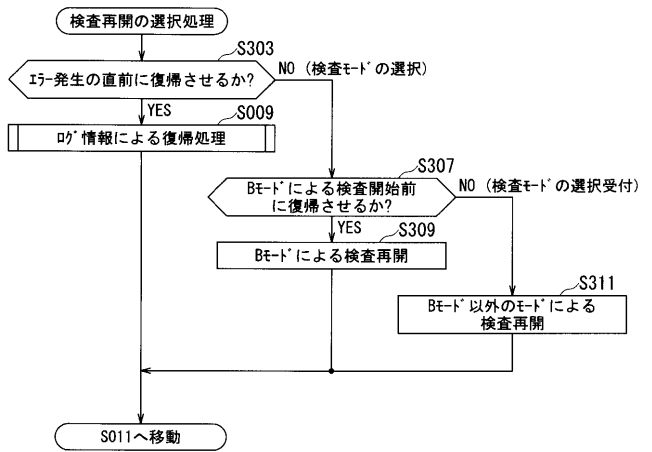 検査再開の選択処理
S303
エラー発生の直前に復帰させるか?
NO (検査モードの選択)
YES
S009
ログ情報による復帰処理
S307
Bモードによる検査開始前
に復帰させるか?
NO (検査モードの選択受付)
YES
S309
Bモードによる検査再開
S311
Bモード以外のモードによる
検査再開
S011へ移動